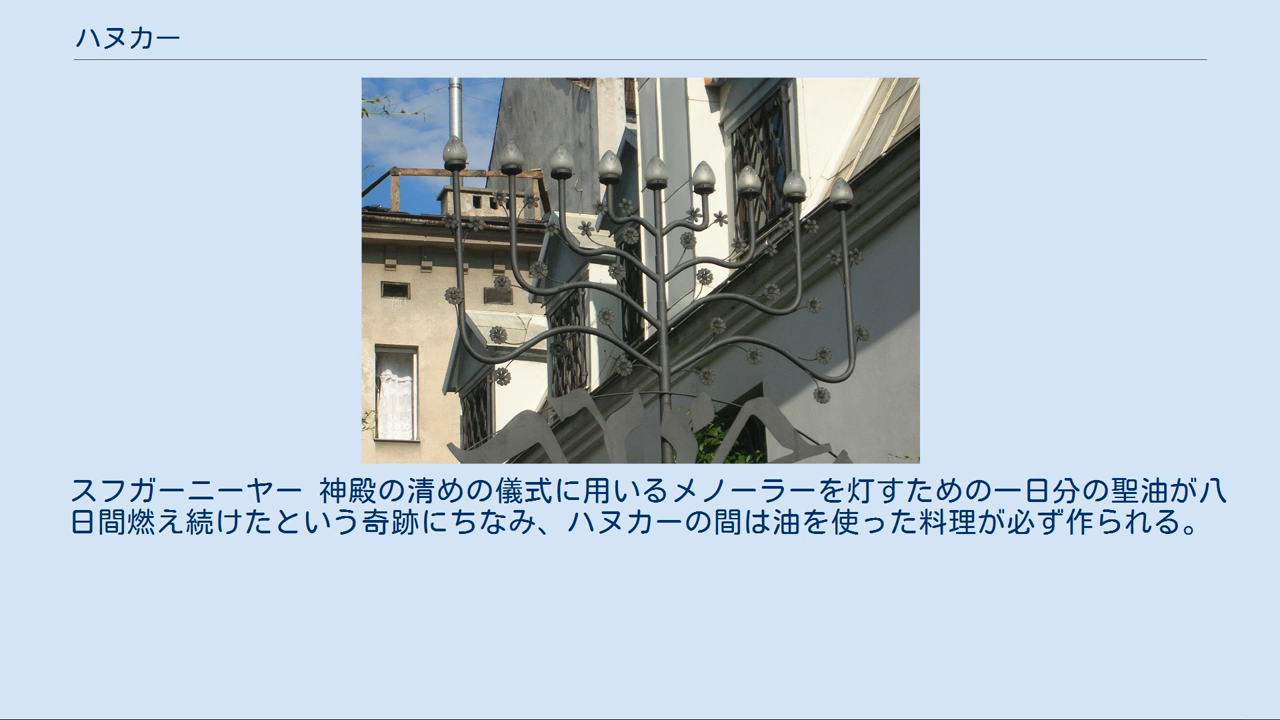 ハヌカー
スフガーニーヤー 神殿の清めの儀式に用いるメノーラーを灯すための一日分の聖油が八
日間燃え続けたという奇跡にちなみ、ハヌカーの間は油を使った料理が必ず作られる。